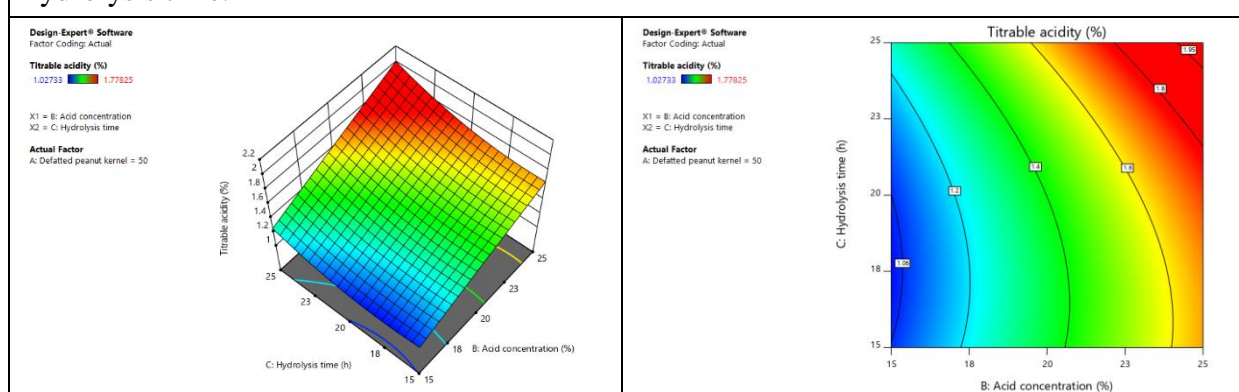 Design-Expert® Software
Factor Coding: Actual
Titrable acidity (%)
1.02733 1.77825
X1 = B: Acid concentration
X2 = C: Hydrolysis time
Actual Factor
A: Defatted peanut kernel = 50
2.2
2
1.8
1.6
1.4
1.2
1
Titrable acidity (%)
25
23
20
18
15
C: Hydrolysis time (h)
15
18
20
23
25
B: Acid concentration (%)
Design-Expert® Software
Factor Coding: Actual
Titrable acidity (%)
1.02733 1.77825
X1 = B: Acid concentration
X2 = C: Hydrolysis time
Actual Factor
A: Defatted peanut kernel = 50
Titrable acidity (%)
25
23
20
18
15
C: Hydrolysis time (h)
15
18
20
23
25
B: Acid concentration (%)
1.06
1.2
1.4
1.6
1.8
1.95